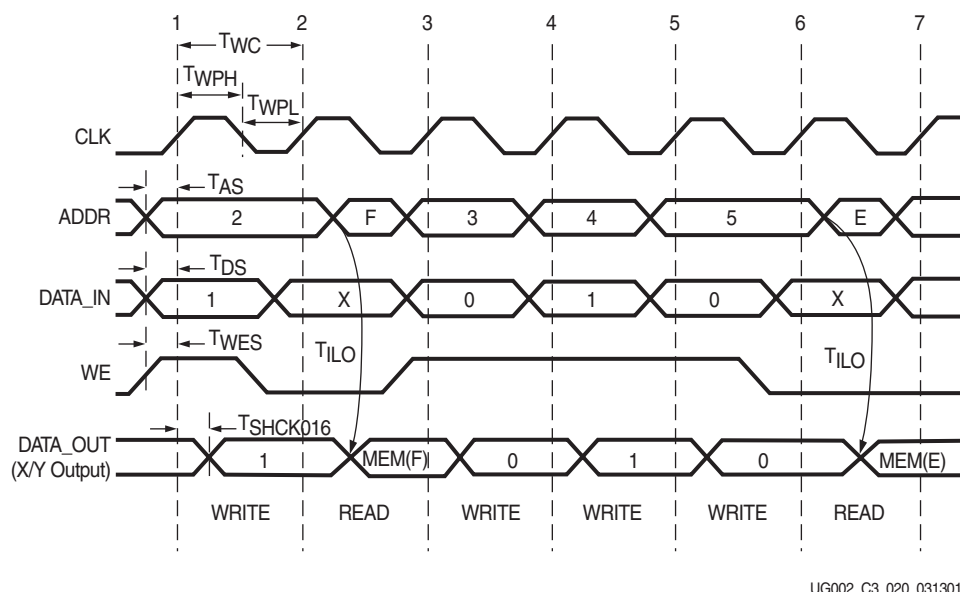 1 2 3 4 5 6 7
TWC
TWPH
TWPL
CLK
TAS
ADDR 2 F 3 4 5 E
TDS
DATA_IN 1 X 0 1 0 X
TWES
WE TILO TILO
TSHCKO16
DATA_OUT
(X/Y Output) 1 MEM(F) 0 1 0 MEM(E)
WRITE READ WRITE WRITE WRITE READ
UG002_C3_020_031301